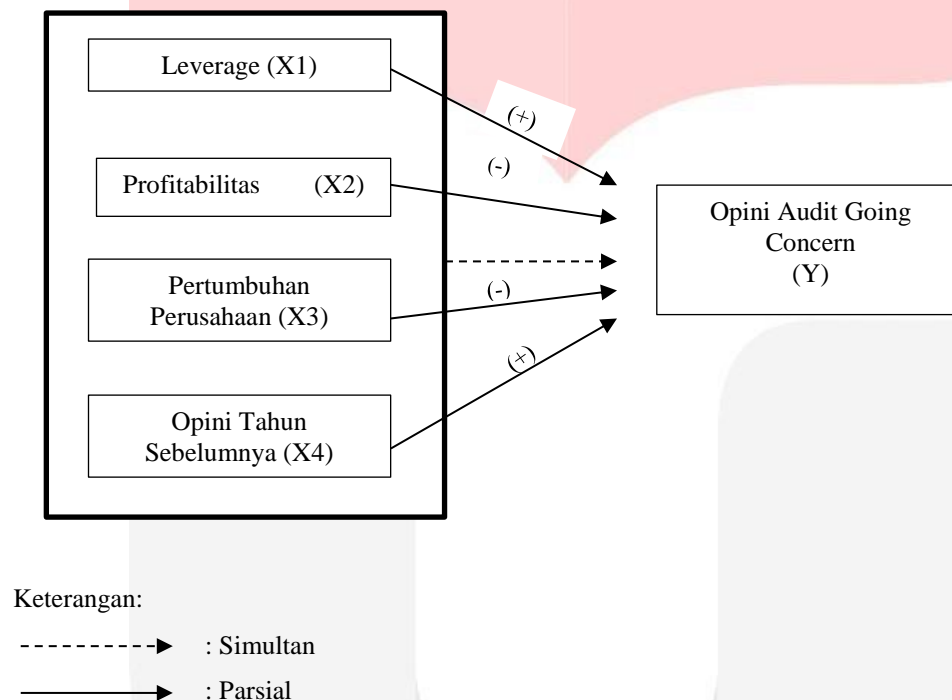 Leverage (X1)
(+)
(-)
Profitabilitas (X2)
Opini Audit Going
Concern
(Y)
Pertumbuhan
Perusahaan (X3)
(-)
(+)
Opini Tahun
Sebelumnya (X4)
Keterangan:
: Simultan
: Parsial